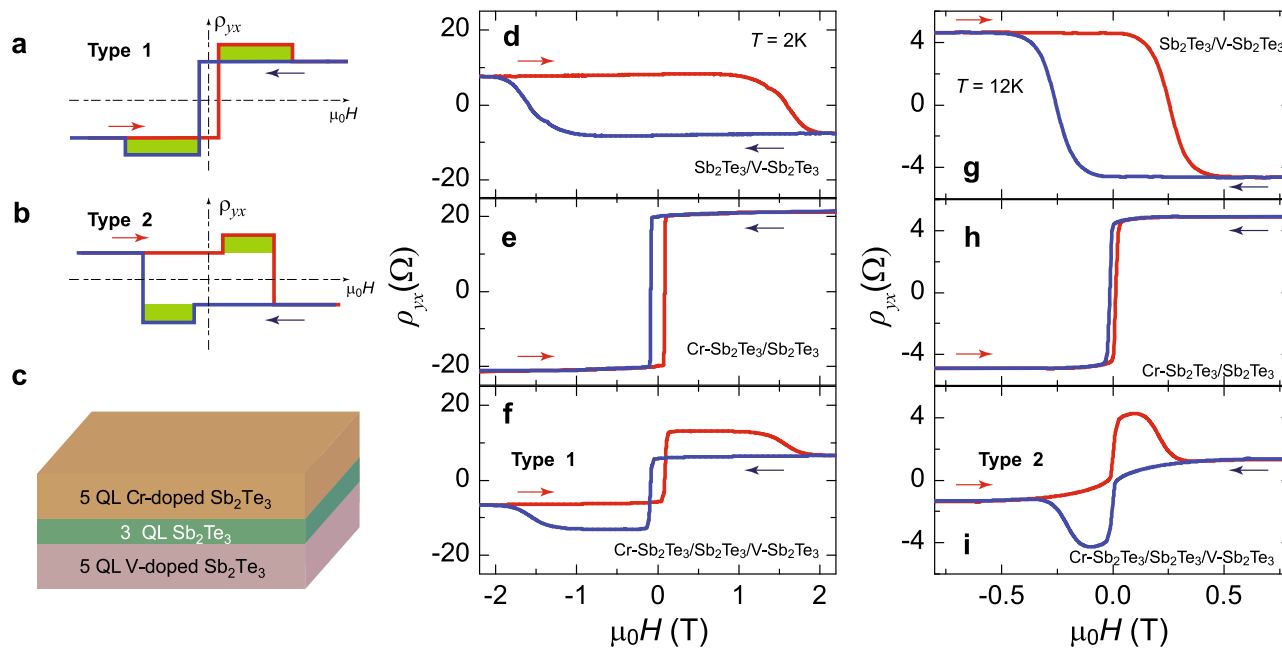 a
Type 1
ρyx
μ0H
b
Type 2
ρyx
μ0H
c
5 QL Cr-doped Sb2Te3
3 QL Sb2Te3
5 QL V-doped Sb2Te3
ρyx(Ω)
20
0
-20
d
T = 2K
Sb2Te3/V-Sb2Te3
20
0
-20
e
Cr-Sb2Te3/Sb2Te3
20
0
-20
f
Type 1
Cr-Sb2Te3/Sb2Te3/V-Sb2Te3
-2 -1 0 1 2
μ0H (T)
ρyx(Ω)
4
0
-4
Sb2Te3/V-Sb2Te3
T = 12K
g
4
0
-4
h
Cr-Sb2Te3/Sb2Te3
4
0
-4
Type 2
i
Cr-Sb2Te3/Sb2Te3/V-Sb2Te3
-0.5 0.0 0.5
μ0H (T)